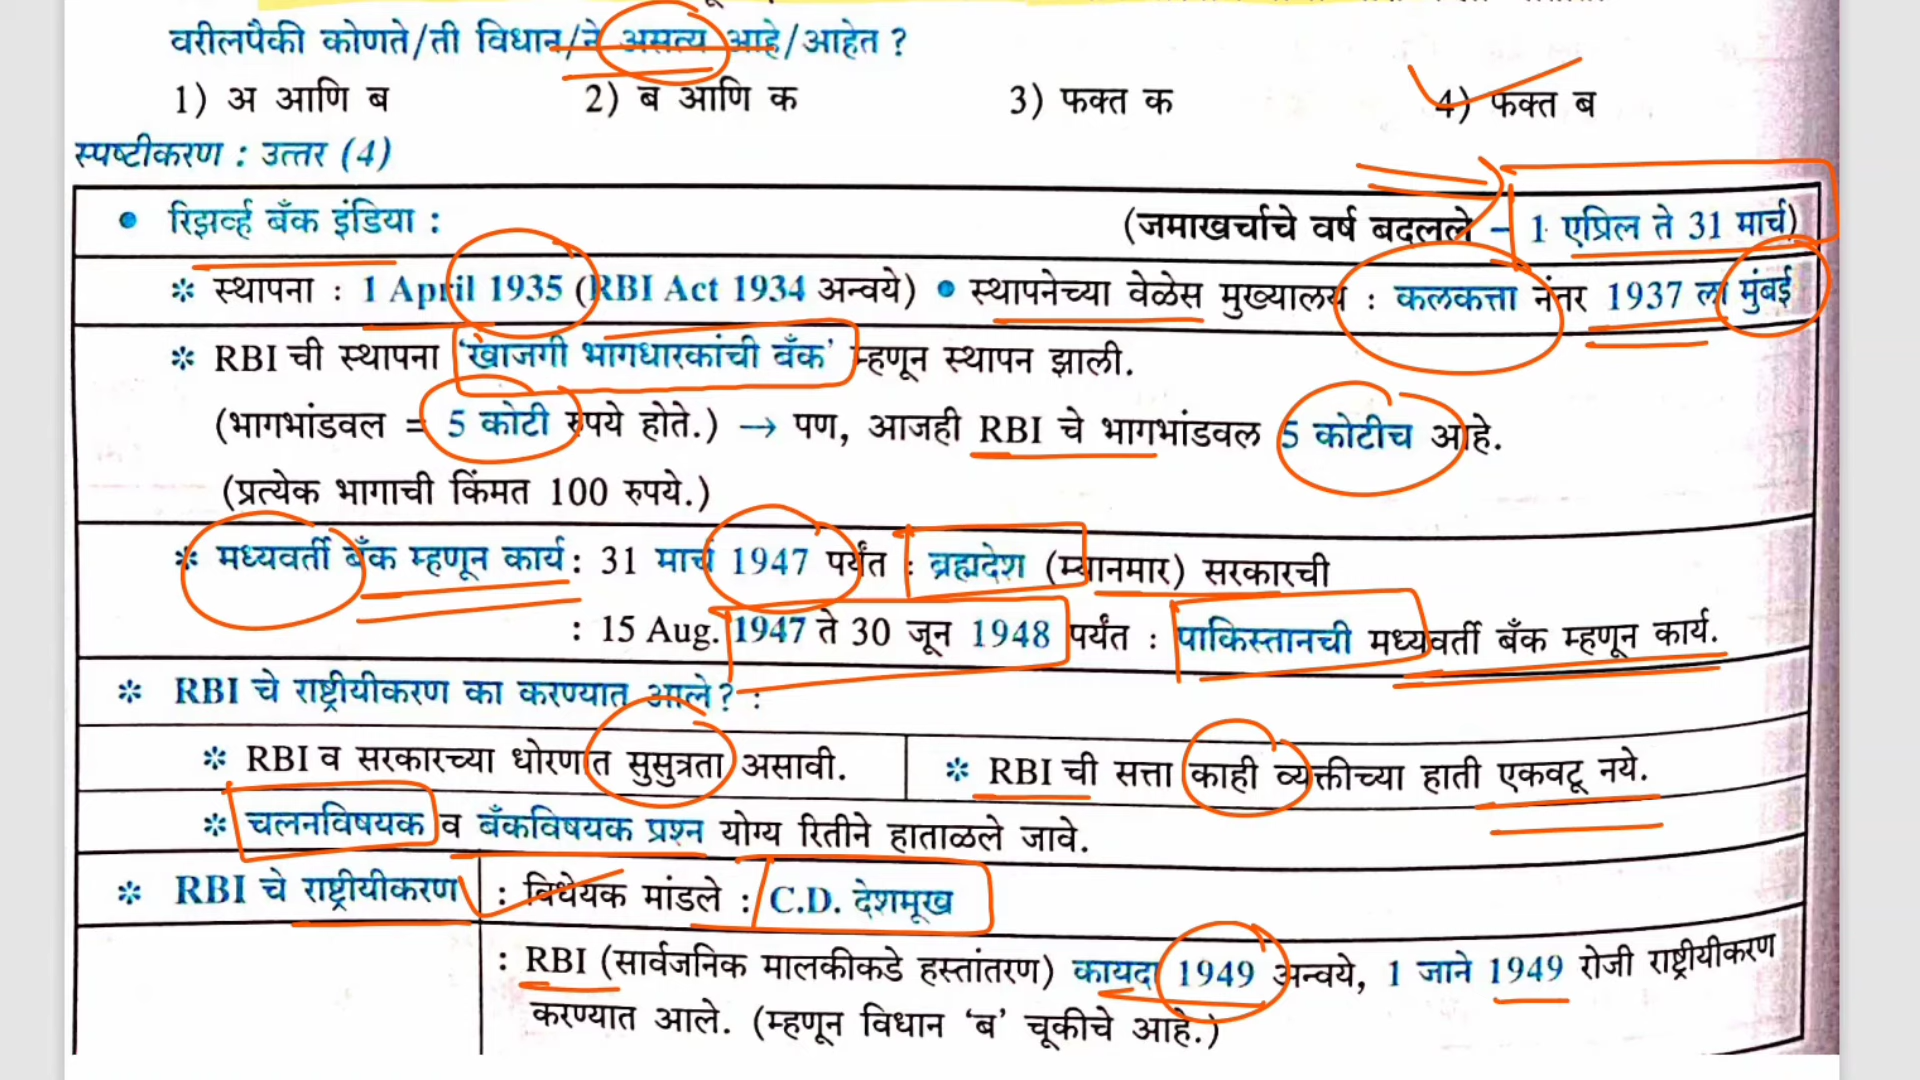 वरीलपैकी कोणते/ती विधान/ने असत्य आहे/आहेत ?
1) अ आणि ब 2) ब आणि क 3) फक्त क 4) फक्त ब
स्पष्टीकरण : उत्तर (4)
• रिझर्व्ह बँक इंडिया : (जमाखर्चाचे वर्ष बदलले – 1 एप्रिल ते 31 मार्च)
* स्थापना : 1 April 1935 (RBI Act 1934 अन्वये) • स्थापनेच्या वेळेस मुख्यालय : कलकत्ता नंतर 1937 ला मुंबई
* RBI ची स्थापना 'खाजगी भागधारकांची बँक' म्हणून स्थापन झाली.
(भागभांडवल = 5 कोटी रुपये होते.) → पण, आजही RBI चे भागभांडवल 5 कोटीच आहे.
(प्रत्येक भागाची किंमत 100 रुपये.)
* मध्यवर्ती बँक म्हणून कार्य : 31 मार्च 1947 पर्यंत : ब्रह्मदेश (म्यानमार) सरकारची
: 15 Aug. 1947 ते 30 जून 1948 पर्यंत : पाकिस्तानची मध्यवर्ती बँक म्हणून कार्य.
* RBI चे राष्ट्रीयीकरण का करण्यात आले? :
* RBI व सरकारच्या धोरणात सुसुत्रता असावी. * RBI ची सत्ता काही व्यक्तीच्या हाती एकवटू नये.
* चलनविषयक व बँकविषयक प्रश्न योग्य रितीने हाताळले जावे.
* RBI चे राष्ट्रीयीकरण : विधेयक मांडले : C.D. देशमूख
: RBI (सार्वजनिक मालकीकडे हस्तांतरण) कायदा 1949 अन्वये, 1 जाने 1949 रोजी राष्ट्रीयीकरण
करण्यात आले. (म्हणून विधान 'ब' चूकीचे आहे.)